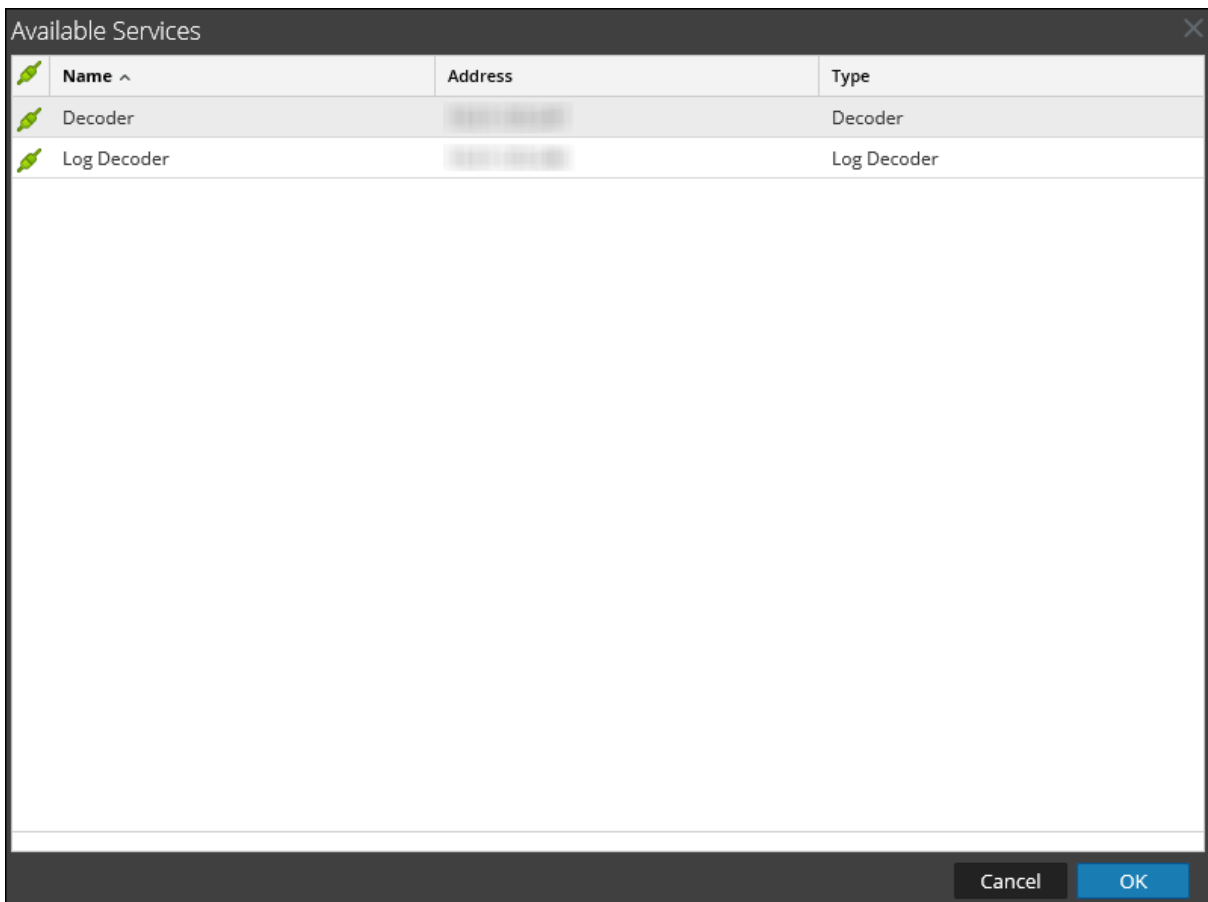 Available Services
Name Address Type
Decoder Decoder
Log Decoder Log Decoder
Cancel OK